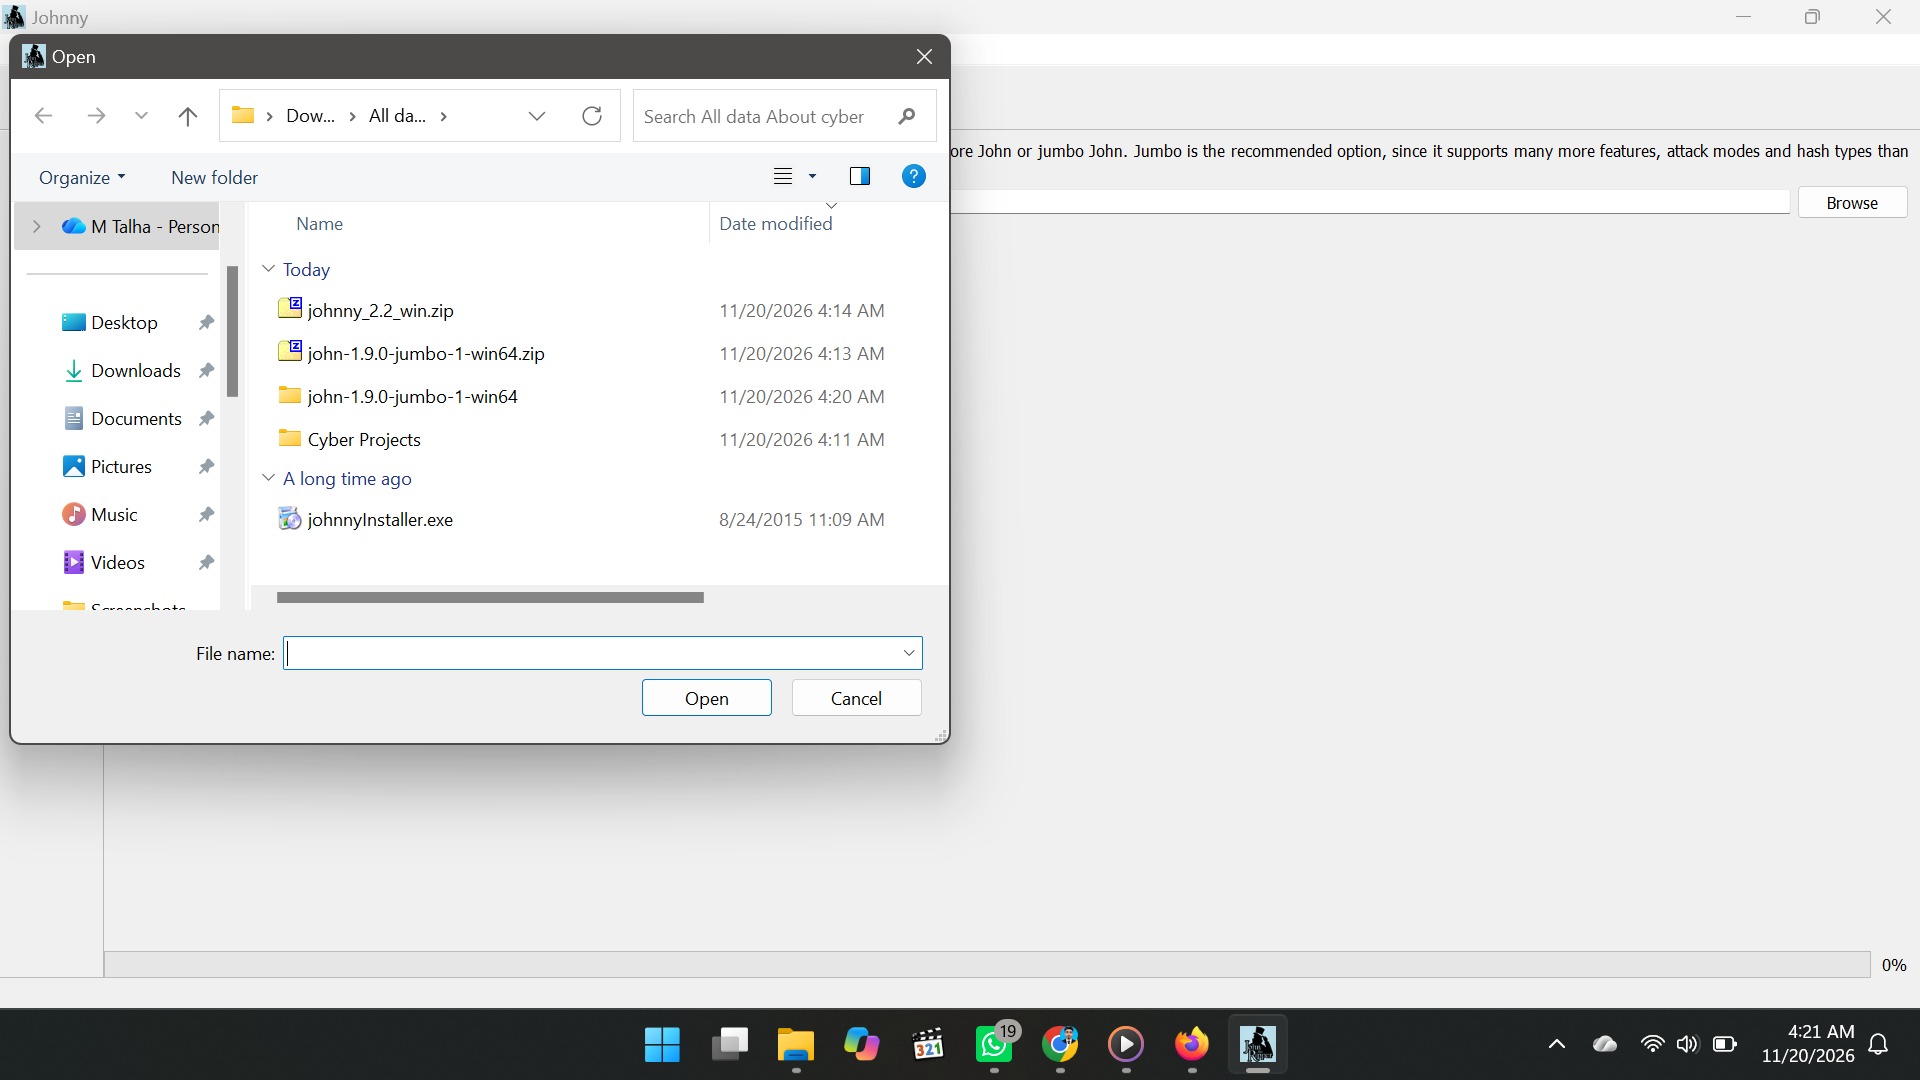 Johnny
Open
Dow...
All da...
Search All data About cyber
ore John or jumbo John. Jumbo is the recommended option, since it supports many more features, attack modes and hash types than
Organize
New folder
?
Browse
M Talha - Person
Name
Date modified
Today
johnny_2.2_win.zip
11/20/2026 4:14 AM
john-1.9.0-jumbo-1-win64.zip
11/20/2026 4:13 AM
john-1.9.0-jumbo-1-win64
11/20/2026 4:20 AM
Cyber Projects
11/20/2026 4:11 AM
A long time ago
johnnyInstaller.exe
8/24/2015 11:09 AM
Desktop
Downloads
Documents
Pictures
Music
Videos
Screenshots
File name:
Open
Cancel
0%
321
19
4:21 AM
11/20/2026